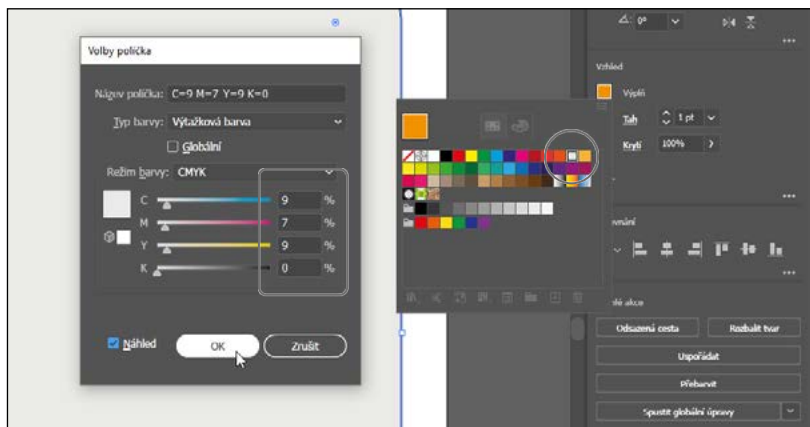 Volby políčka
Název políčka: C=9 M=7 Y=9 K=0
Typ barvy: Výtažková barva
Globální
Režim barvy: CMYK
C 9 %
M 7 %
Y 9 %
K 0 %
Náhled
OK
Zrušit
0°
Vzhled
Výplň
Tah 1 pt
Krytí 100%
Odsazená cesta
Rozbalit tvar
Uspořádat
Přebarvit
Spustit globální úpravy